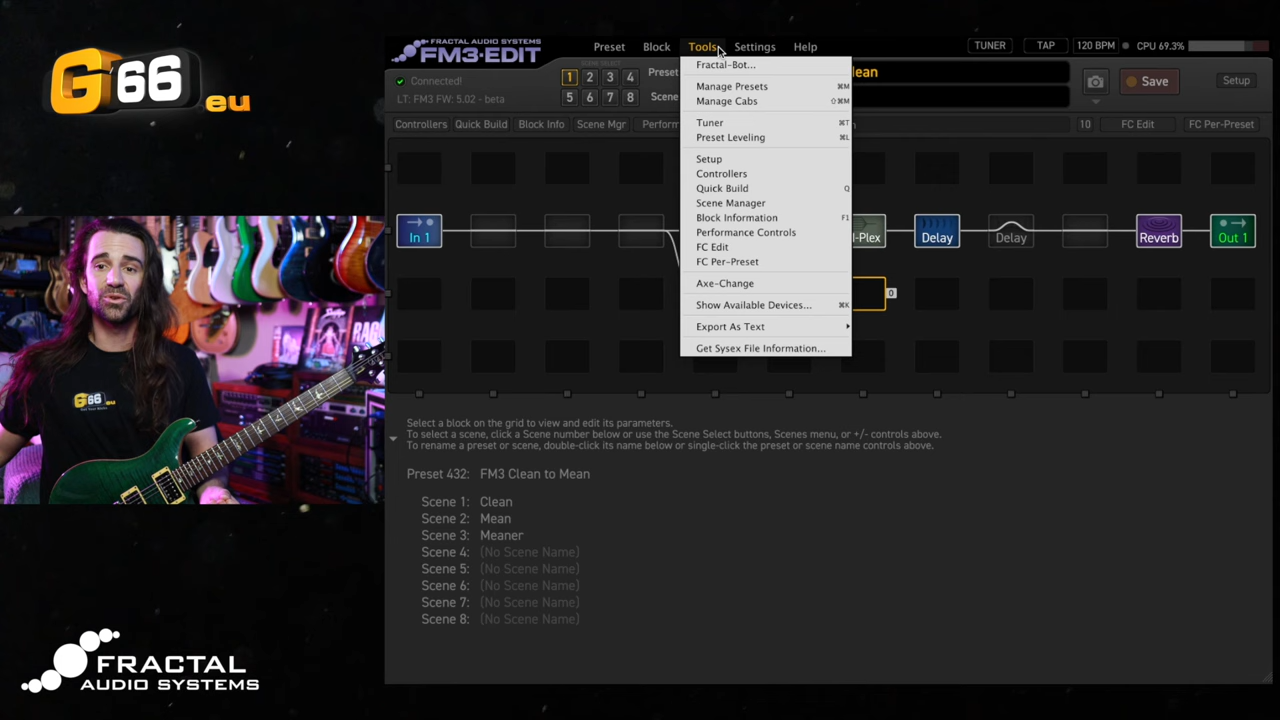 G66
.eu
FRACTAL AUDIO SYSTEMS
FM3·EDIT
Preset Block Tools Settings Help
TUNER TAP 120 BPM CPU 69.3%
Connected!
LT: FM3 FW: 5.02 - beta
SCENE SELECT
1 2 3 4
5 6 7 8
Preset
Scene
lean
Save
Setup
Controllers Quick Build Block Info Scene Mgr Perform
10 FC Edit FC Per-Preset
Fractal-Bot...
Manage Presets ⌘M
Manage Cabs ⇧⌘M
Tuner ⌘T
Preset Leveling ⌘L
Setup
Controllers
Quick Build Q
Scene Manager
Block Information F1
Performance Controls
FC Edit
FC Per-Preset
Axe-Change
Show Available Devices... ⌘K
Export As Text
Get Sysex File Information...
In 1 l-Plex Delay Delay Reverb Out 1
0
Select a block on the grid to view and edit its parameters.
To select a scene, click a Scene number below or use the Scene Select buttons, Scenes menu, or +/- controls above.
To rename a preset or scene, double-click its name below or single-click the preset or scene name controls above.
Preset 432: FM3 Clean to Mean
Scene 1: Clean
Scene 2: Mean
Scene 3: Meaner
Scene 4: (No Scene Name)
Scene 5: (No Scene Name)
Scene 6: (No Scene Name)
Scene 7: (No Scene Name)
Scene 8: (No Scene Name)
G66.eu
FRACTAL
AUDIO SYSTEMS